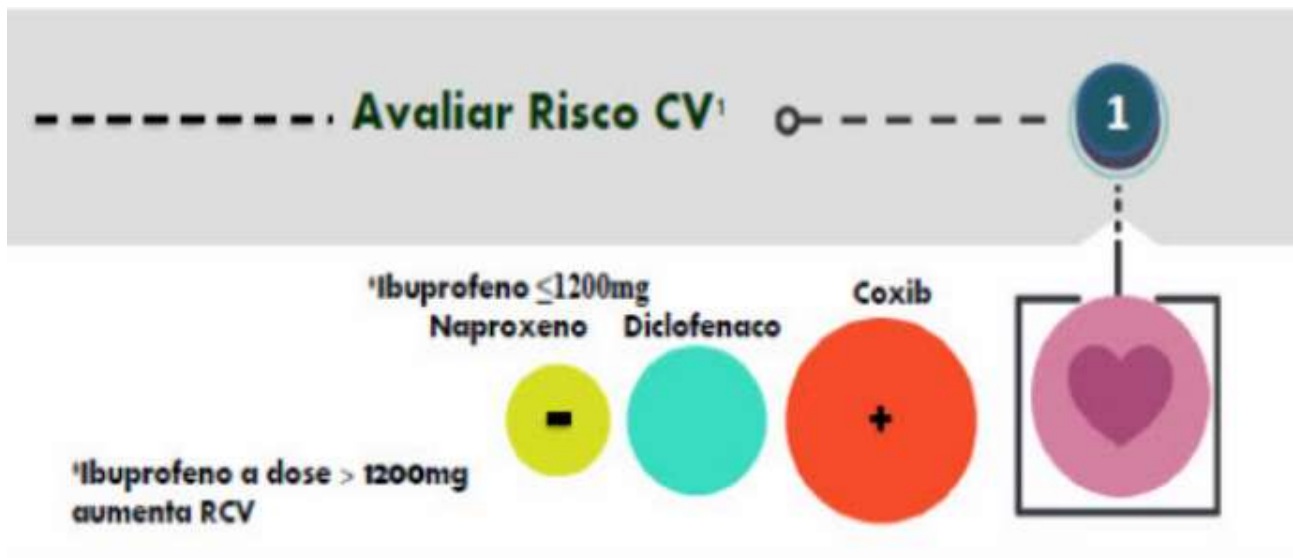 Avaliar Risco CV¹
1
¹Ibuprofeno ≤1200mg
Coxib
Naproxeno Diclofenaco
-
+
¹Ibuprofeno a dose > 1200mg
aumenta RCV